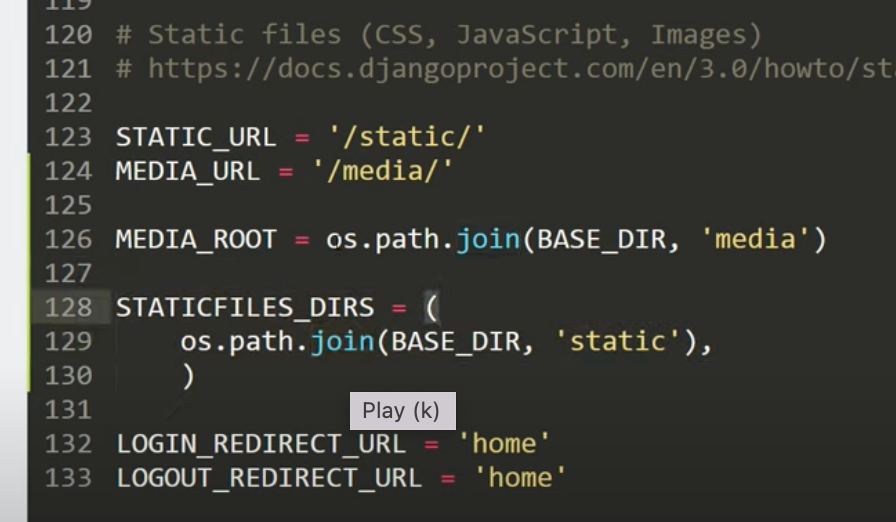 119
120 # Static files (CSS, JavaScript, Images)
121 # https://docs.djangoproject.com/en/3.0/howto/sta
122
123 STATIC_URL = '/static/'
124 MEDIA_URL = '/media/'
125
126 MEDIA_ROOT = os.path.join(BASE_DIR, 'media')
127
128 STATICFILES_DIRS = (
129     os.path.join(BASE_DIR, 'static'),
130     )
Play (k)
131
132 LOGIN_REDIRECT_URL = 'home'
133 LOGOUT_REDIRECT_URL = 'home'